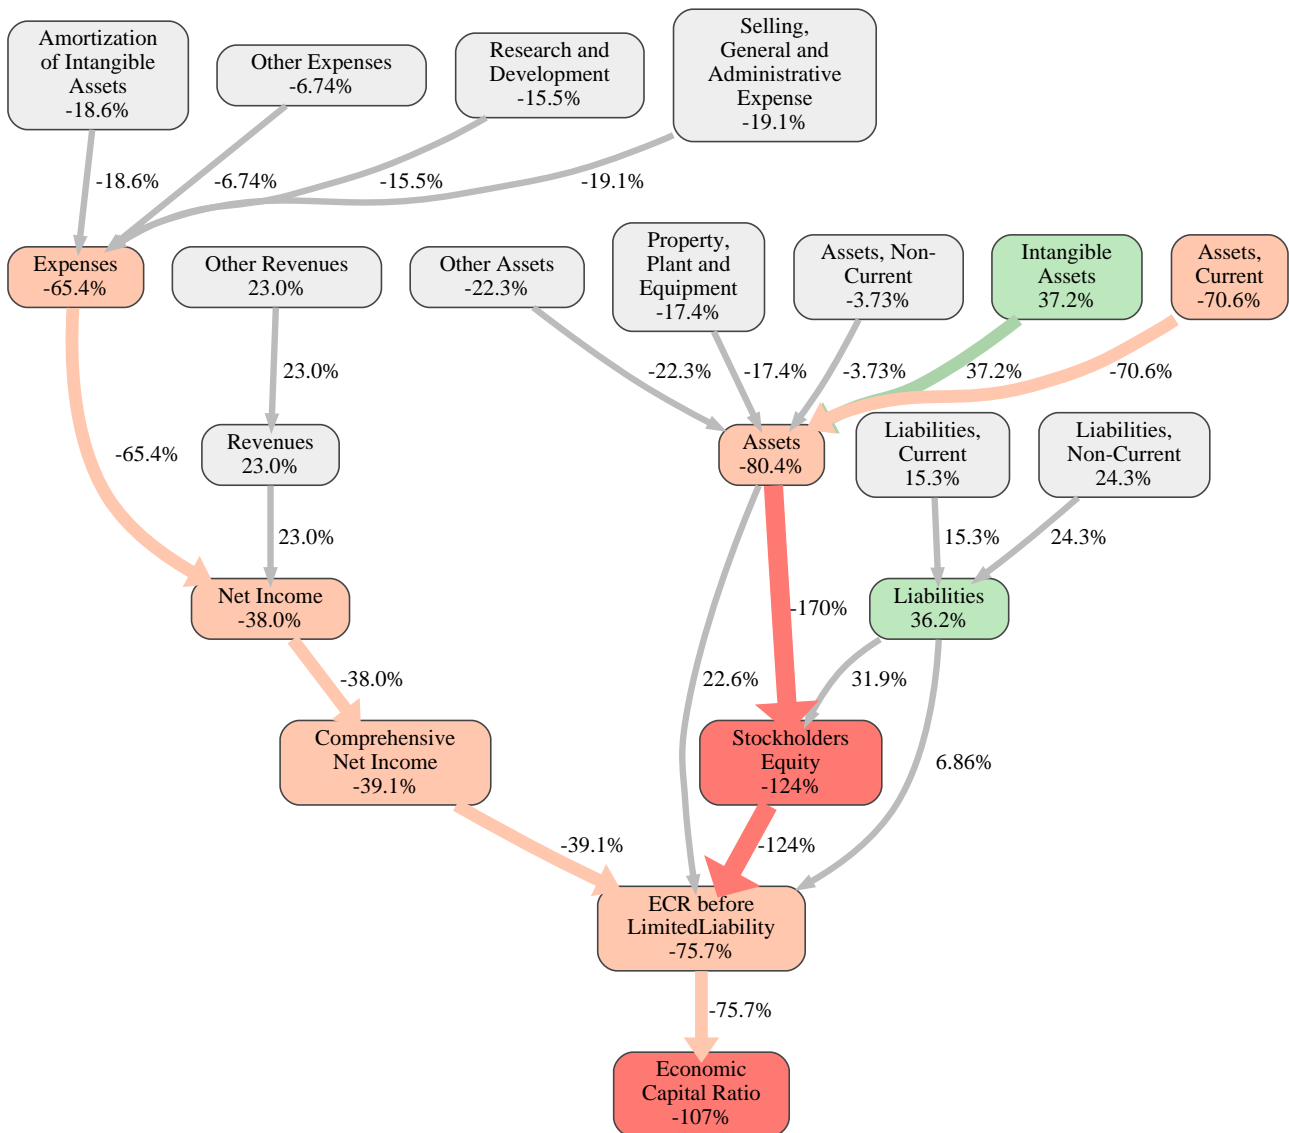 Amortization
of Intangible
Assets
-18.6%
Other Expenses
-6.74%
Research and
Development
-15.5%
Selling,
General and
Administrative
Expense
-19.1%
-18.6%
-6.74%
-15.5%
-19.1%
Expenses
-65.4%
Other Revenues
23.0%
Other Assets
-22.3%
Property,
Plant and
Equipment
-17.4%
Assets, Non-
Current
-3.73%
Intangible
Assets
37.2%
Assets,
Current
-70.6%
23.0%
-22.3%
-17.4%
-3.73%
37.2%
-70.6%
-65.4%
Revenues
23.0%
Assets
-80.4%
Liabilities,
Current
15.3%
Liabilities,
Non-Current
24.3%
23.0%
15.3%
24.3%
Net Income
-38.0%
-170%
Liabilities
36.2%
-38.0%
22.6%
31.9%
Comprehensive
Net Income
-39.1%
Stockholders
Equity
-124%
6.86%
-39.1%
-124%
ECR before
LimitedLiability
-75.7%
-75.7%
Economic
Capital Ratio
-107%